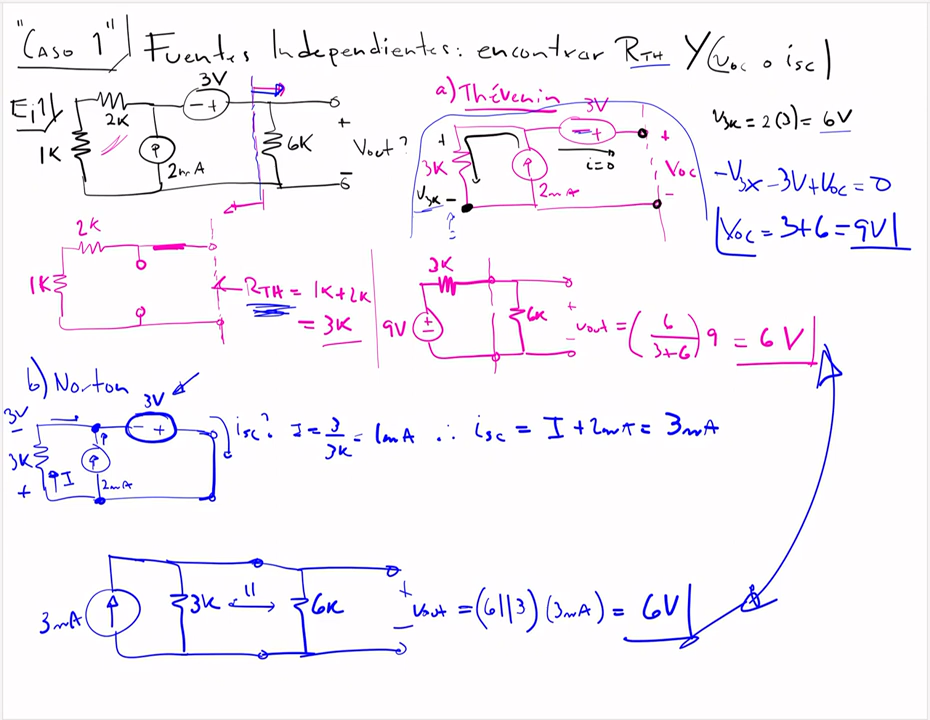 "Caso 1" Fuentes Independientes: encontrar RTH Y (voc o isc)
Ej1 2K 3V
1K 2mA 6K + Vout? -
a) Thévenin
3V
+ 3K V3K - 2mA i=0 + Voc -
V3K = 2(3) = 6V
-V3K - 3V + Voc = 0
Voc = 3+6 = 9V
2K
1K
RTH = 1K+2K
= 3K
3K
9V 6K + - Vout = (6/(3+6)) 9 = 6V
b) Norton
3V 3V
3K + I 2mA
isc? I = 3/3K = 1mA ∴ isc = I + 2mA = 3mA
3mA 3K || 6K + - Vout = (6||3)(3mA) = 6V